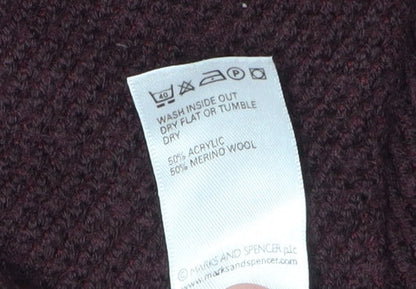 40 P
WASH INSIDE OUT
DRY FLAT OR TUMBLE
DRY
50% ACRYLIC
50% MERINO WOOL
© MARKS AND SPENCER plc
www.marksandspencer.com